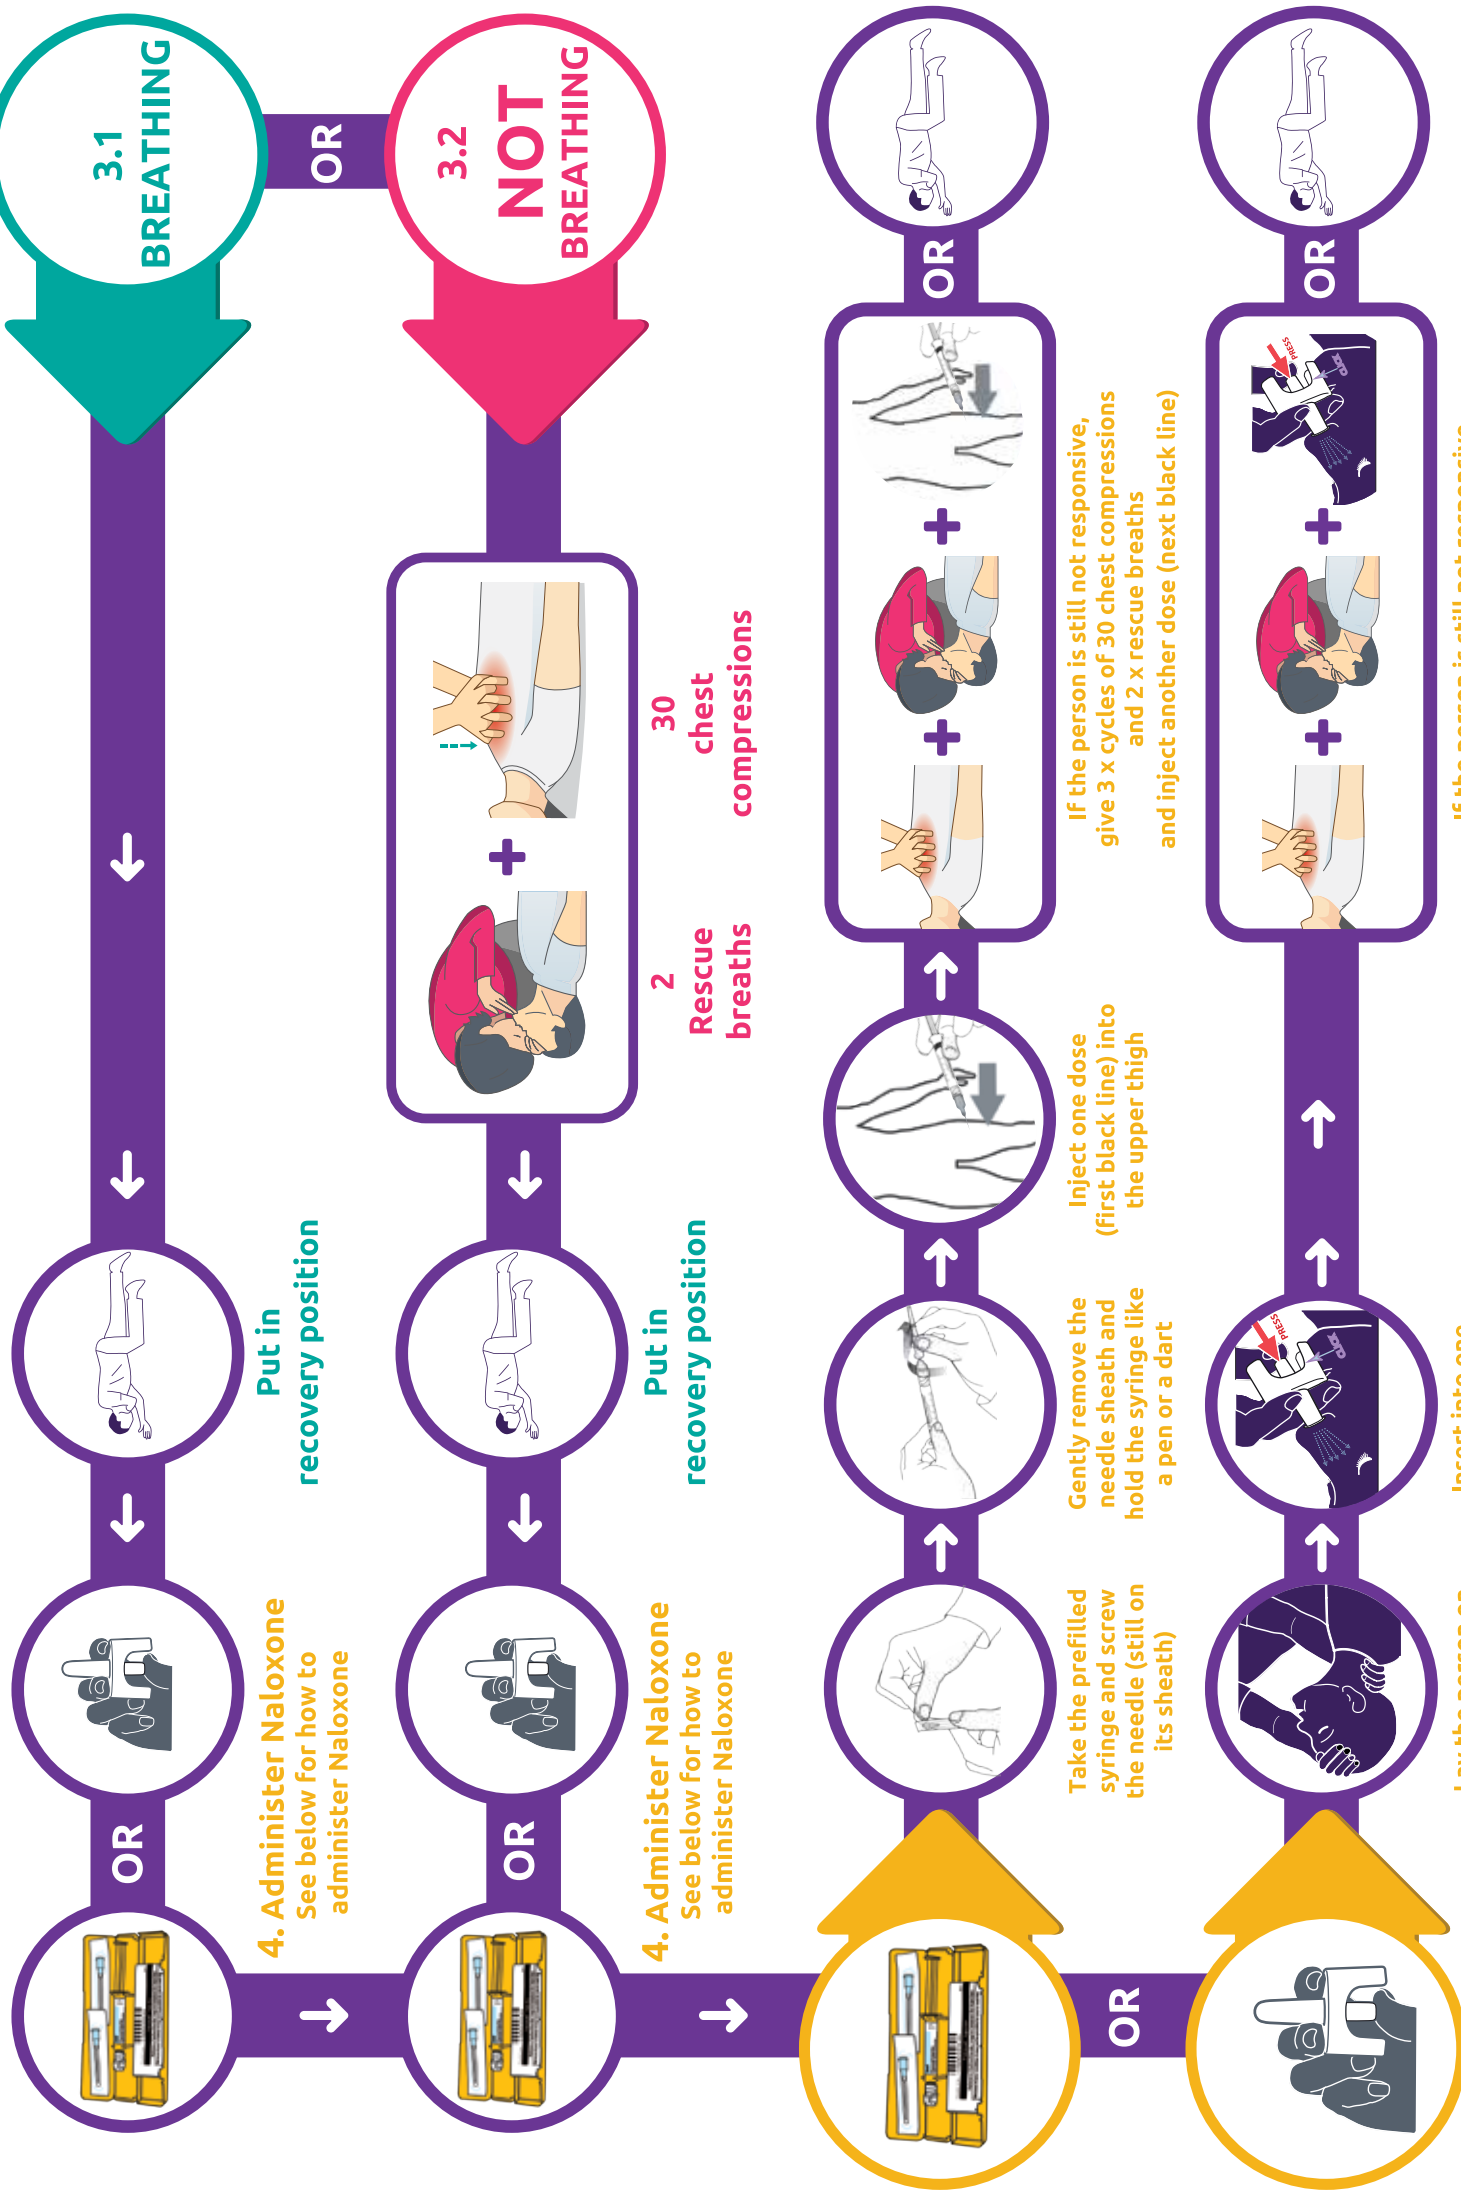 3.1
BREATHING
Put in
recovery position
OR
4. Administer Naloxone
See below for how to
administer Naloxone
OR
3.2
NOT
BREATHING
30
chest
compressions
2
Rescue
breaths
Put in
recovery position
OR
4. Administer Naloxone
See below for how to
administer Naloxone
Take the prefilled
syringe and screw
the needle (still on
its sheath)
Gently remove the
needle sheath and
hold the syringe like
a pen or a dart
Inject one dose
(first black line) into
the upper thigh
If the person is still not responsive,
give 3 x cycles of 30 chest compressions
and 2 x rescue breaths
and inject another dose (next black line)
OR
OR
PRESS
CLICK
PRESS
CLICK
OR